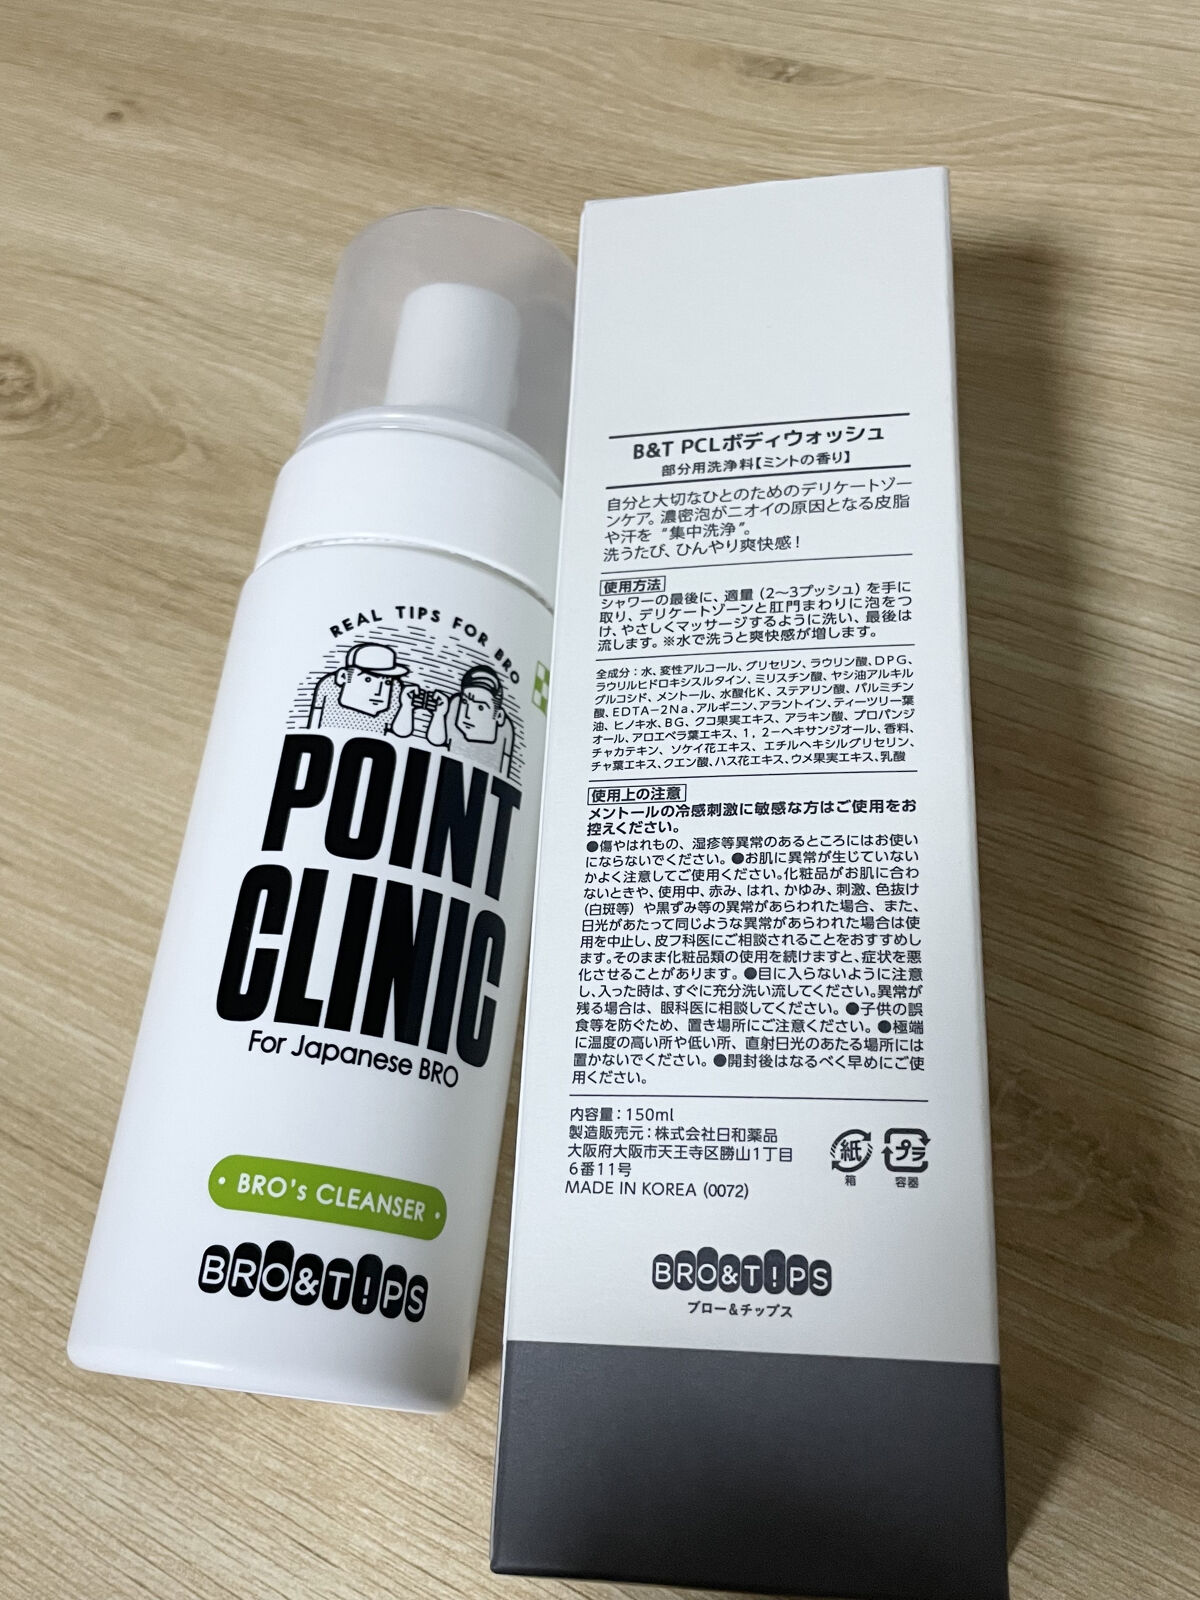 REAL TIPS FOR BRO
POINT
CLINIC
For Japanese BRO
• BRO's CLEANSER •
BRO&T!PS
B&T PCLボディウォッシュ
部分用洗浄料【ミントの香り】
自分と大切なひとのためのデリケートゾー
ンケア。濃密泡がニオイの原因となる皮脂
や汗を “集中洗浄”。
洗うたび、ひんやり爽快感！
使用方法
シャワーの最後に、適量（2～3プッシュ）を手に
取り、デリケートゾーンと肛門まわりに泡をつ
け、やさしくマッサージするように洗い、最後は
流します。※水で洗うと爽快感が増します。
全成分：水、変性アルコール、グリセリン、ラウリン酸、DPG、
ラウリルヒドロキシスルタイン、ミリスチン酸、ヤシ油アルキル
グルコシド、メントール、水酸化K、ステアリン酸、パルミチン
酸、EDTA−2Na、アルギニン、アラントイン、ティーツリー葉
油、ヒノキ水、BG、クコ果実エキス、アラキン酸、プロパンジ
オール、アロエベラ葉エキス、1，2−ヘキサンジオール、香料、
チャカテキン、ソケイ花エキス、エチルヘキシルグリセリン、
チャ葉エキス、クエン酸、ハス花エキス、ウメ果実エキス、乳酸
使用上の注意
メントールの冷感刺激に敏感な方はご使用をお
控えください。
●傷やはれもの、湿疹等異常のあるところにはお使い
にならないでください。●お肌に異常が生じていない
かよく注意してご使用ください。化粧品がお肌に合わ
ないときや、使用中、赤み、はれ、かゆみ、刺激、色抜け
（白斑等）や黒ずみ等の異常があらわれた場合、また、
日光があたって同じような異常があらわれた場合は使
用を中止し、皮フ科医にご相談されることをおすすめし
ます。そのまま化粧品類の使用を続けますと、症状を悪
化させることがあります。●目に入らないように注意
し、入った時は、すぐに充分洗い流してください。異常が
残る場合は、眼科医に相談してください。●子供の誤
食等を防ぐため、置き場所にご注意ください。●極端
に温度の高い所や低い所、直射日光のあたる場所には
置かないでください。●開封後はなるべく早めにご使
用ください。
内容量：150ml
製造販売元：株式会社日和薬品
大阪府大阪市天王寺区勝山1丁目
6番11号
MADE IN KOREA (0072)
紙
箱
プラ
容器
BRO&T!PS
ブロー＆チップス